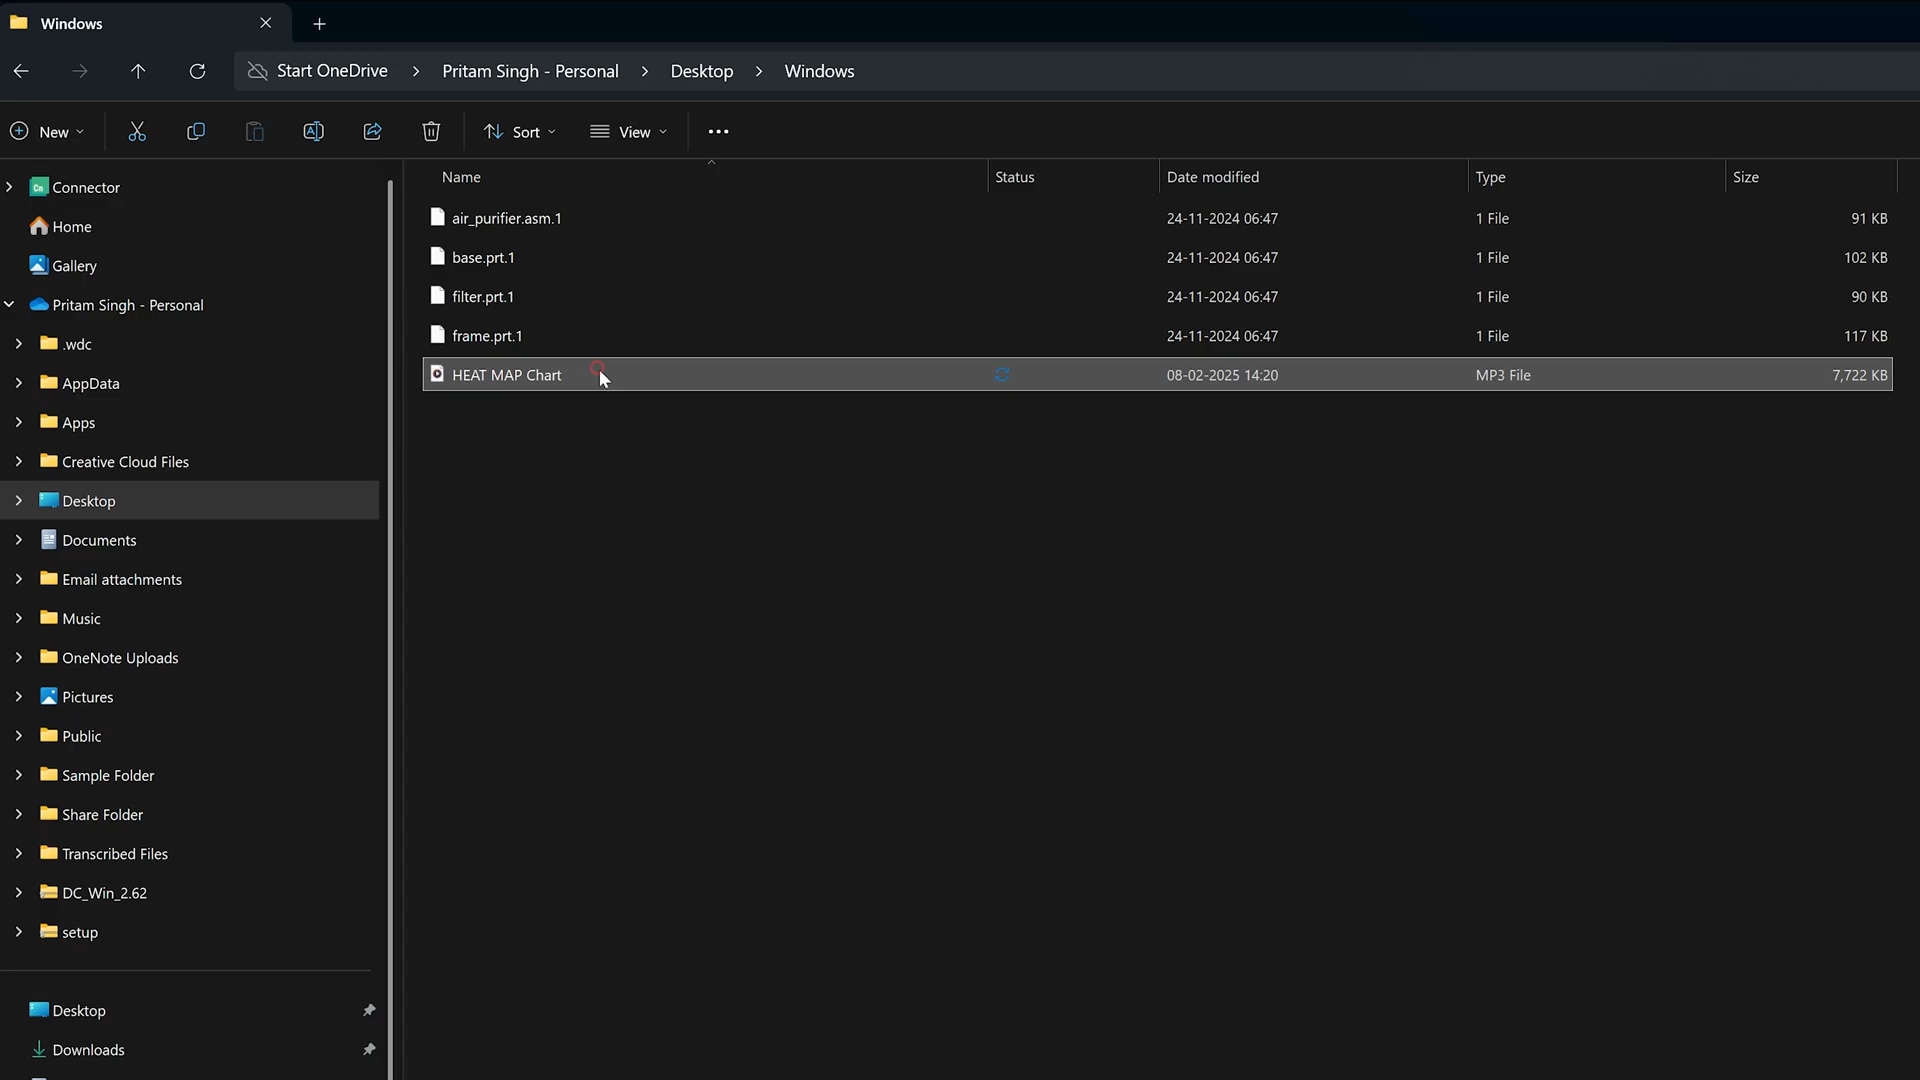 Windows
Start OneDrive > Pritam Singh - Personal > Desktop > Windows
New Sort View
Name Status Date modified Type Size
air_purifier.asm.1 24-11-2024 06:47 1 File 91 KB
base.prt.1 24-11-2024 06:47 1 File 102 KB
filter.prt.1 24-11-2024 06:47 1 File 90 KB
frame.prt.1 24-11-2024 06:47 1 File 117 KB
HEAT MAP Chart 08-02-2025 14:20 MP3 File 7,722 KB
Cn Connector
Home
Gallery
Pritam Singh - Personal
.wdc
AppData
Apps
Creative Cloud Files
Desktop
Documents
Email attachments
Music
OneNote Uploads
Pictures
Public
Sample Folder
Share Folder
Transcribed Files
DC_Win_2.62
setup
Desktop
Downloads